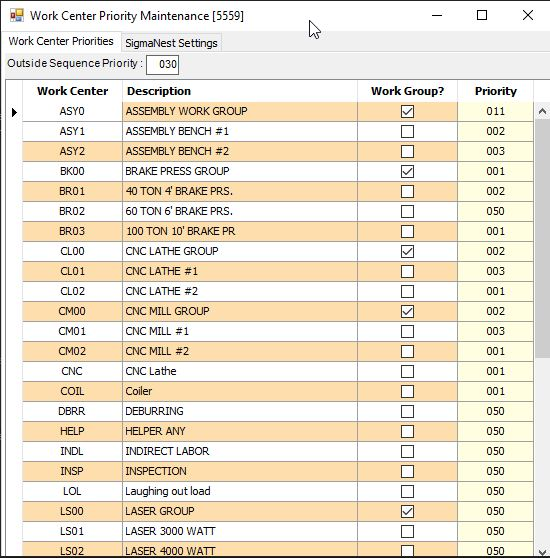 Work Center Priority Maintenance [5559]
Work Center Priorities SigmaNest Settings
Outside Sequence Priority : 030
Work Center Description Work Group? Priority
ASY0 ASSEMBLY WORK GROUP 011
ASY1 ASSEMBLY BENCH #1 002
ASY2 ASSEMBLY BENCH #2 003
BK00 BRAKE PRESS GROUP 001
BR01 40 TON 4' BRAKE PRS. 002
BR02 60 TON 6' BRAKE PRS. 050
BR03 100 TON 10' BRAKE PR 001
CL00 CNC LATHE GROUP 002
CL01 CNC LATHE #1 003
CL02 CNC LATHE #2 001
CM00 CNC MILL GROUP 002
CM01 CNC MILL #1 003
CM02 CNC MILL #2 001
CNC CNC Lathe 001
COIL Coiler 001
DBRR DEBURRING 050
HELP HELPER ANY 050
INDL INDIRECT LABOR 050
INSP INSPECTION 050
LOL Laughing out load 050
LS00 LASER GROUP 050
LS01 LASER 3000 WATT 050
LS02 LASER 4000 WATT 050